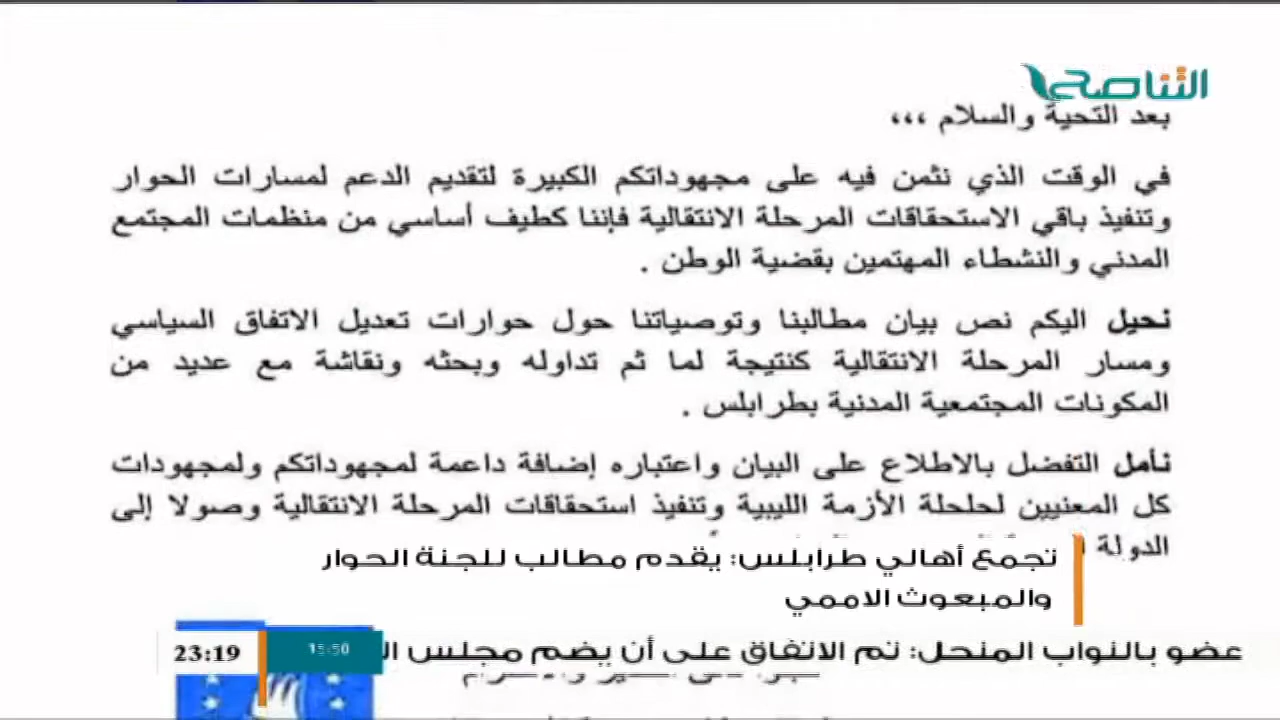 التناصح
بعد التحية والسلام ،،،
في الوقت الذي نثمن فيه على مجهوداتكم الكبيرة لتقديم الدعم لمسارات الحوار
وتنفيذ باقي الاستحقاقات المرحلة الانتقالية فإننا كطيف أساسي من منظمات المجتمع
المدني والنشطاء المهتمين بقضية الوطن .
نحيل اليكم نص بيان مطالبنا وتوصياتنا حول حوارات تعديل الاتفاق السياسي
ومسار المرحلة الانتقالية كنتيجة لما ثم تداوله وبحثه ونقاشة مع عديد من
المكونات المجتمعية المدنية بطرابلس .
نأمل التفضل بالاطلاع على البيان واعتباره إضافة داعمة لمجهوداتكم ولمجهودات
كل المعنيين لحلحلة الأزمة الليبية وتنفيذ استحقاقات المرحلة الانتقالية وصولا إلى
الدولة
تجمع أهالي طرابلس: يقدم مطالب للجنة الحوار
والمبعوث الاممي
عضو بالنواب المنحل: تم الاتفاق على أن يضم مجلس ال
15:50
23:19